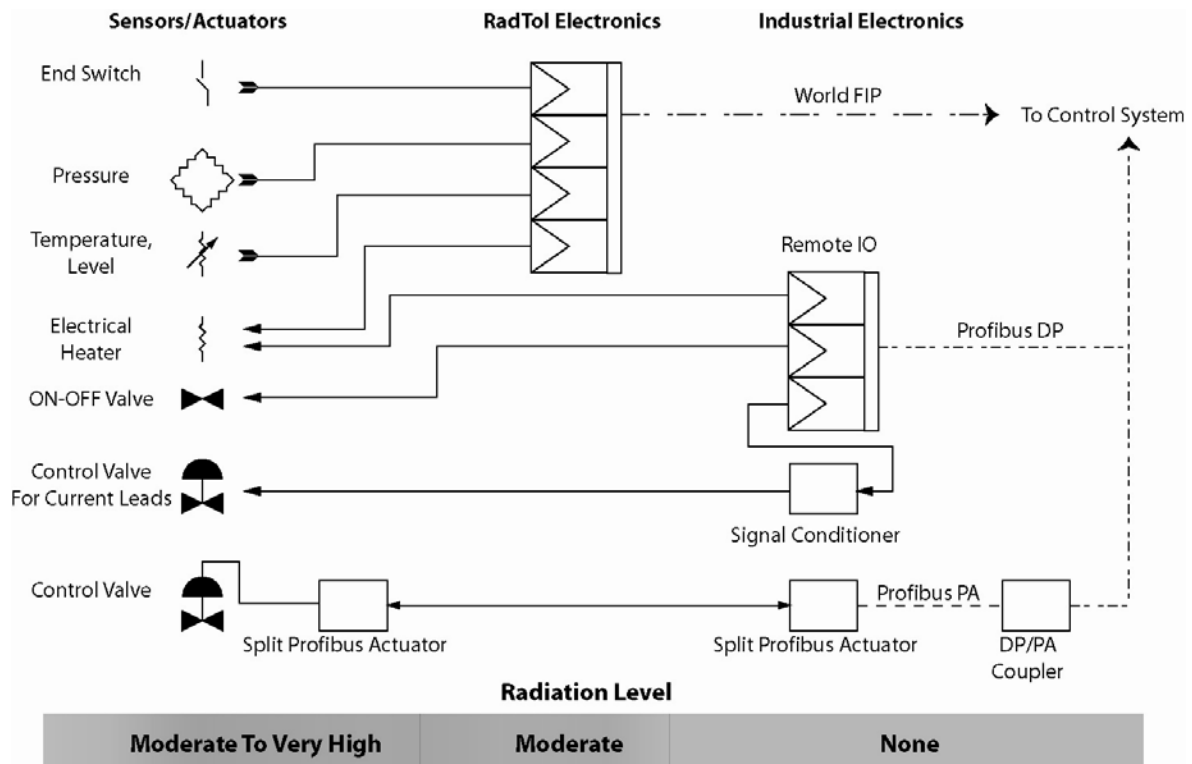 Sensors/Actuators
RadTol Electronics
Industrial Electronics
End Switch
World FIP
To Control System
Pressure
Temperature,
Level
Remote IO
Electrical
Heater
Profibus DP
ON-OFF Valve
Control Valve
For Current Leads
Signal Conditioner
Control Valve
Profibus PA
Split Profibus Actuator
Split Profibus Actuator
DP/PA
Coupler
Radiation Level
Moderate To Very High
Moderate
None